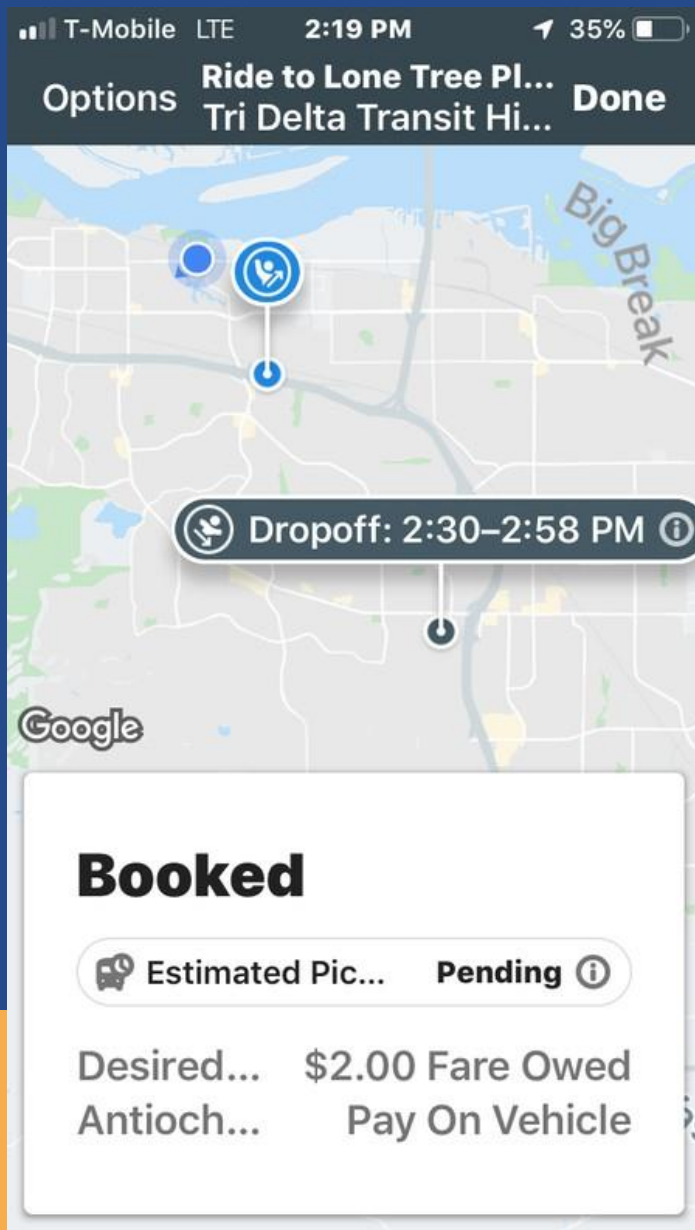 T-Mobile LTE 2:19 PM 35%
Options Ride to Lone Tree Pl... Done
Tri Delta Transit Hi...
Big Break
Dropoff: 2:30–2:58 PM
Google
Booked
Estimated Pic... Pending
Desired... $2.00 Fare Owed
Antioch... Pay On Vehicle